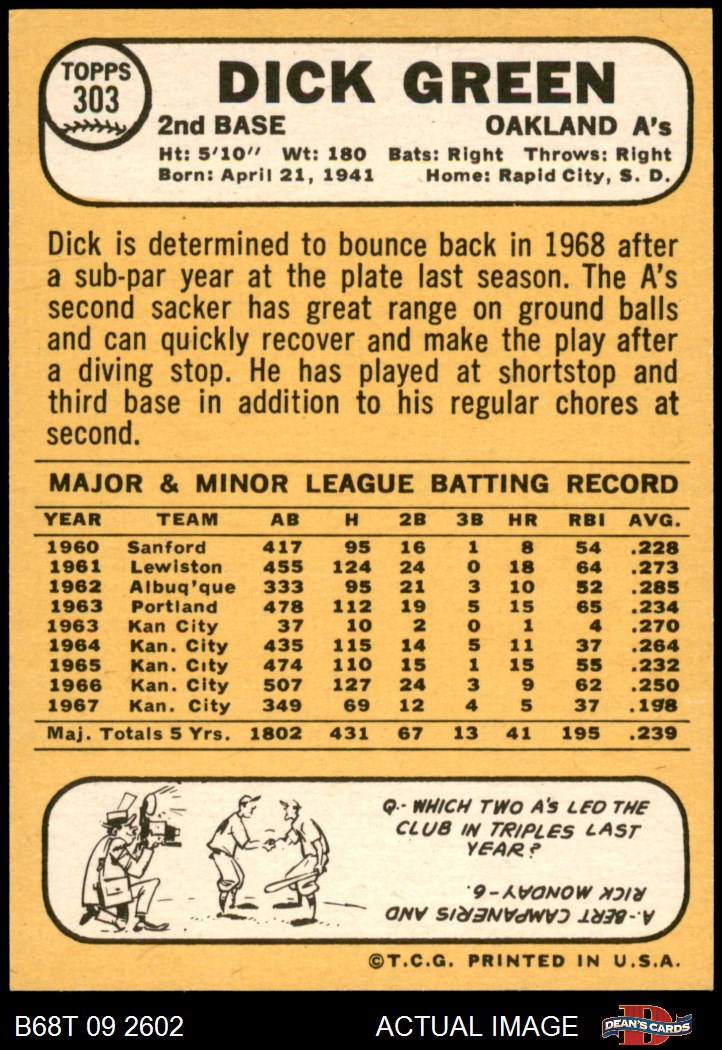 TOPPS
303
DICK GREEN
2nd BASE OAKLAND A's
Ht: 5'10" Wt: 180 Bats: Right Throws: Right
Born: April 21, 1941 Home: Rapid City, S. D.
Dick is determined to bounce back in 1968 after
a sub-par year at the plate last season. The A's
second sacker has great range on ground balls
and can quickly recover and make the play after
a diving stop. He has played at shortstop and
third base in addition to his regular chores at
second.
MAJOR & MINOR LEAGUE BATTING RECORD
YEAR TEAM AB H 2B 3B HR RBI AVG.
1960 Sanford 417 95 16 1 8 54 .228
1961 Lewiston 455 124 24 0 18 64 .273
1962 Albuq'que 333 95 21 3 10 52 .285
1963 Portland 478 112 19 5 15 65 .234
1963 Kan City 37 10 2 0 1 4 .270
1964 Kan. City 435 115 14 5 11 37 .264
1965 Kan. City 474 110 15 1 15 55 .232
1966 Kan. City 507 127 24 3 9 62 .250
1967 Kan. City 349 69 12 4 5 37 .198
Maj. Totals 5 Yrs. 1802 431 67 13 41 195 .239
Q.- WHICH TWO A'S LED THE
CLUB IN TRIPLES LAST
YEAR?
A.- BERT CAMPANERIS AND
RICK MONDAY-6.
©T.C.G. PRINTED IN U.S.A.
B68T 09 2602 ACTUAL IMAGE
D
DEAN'S CARDS